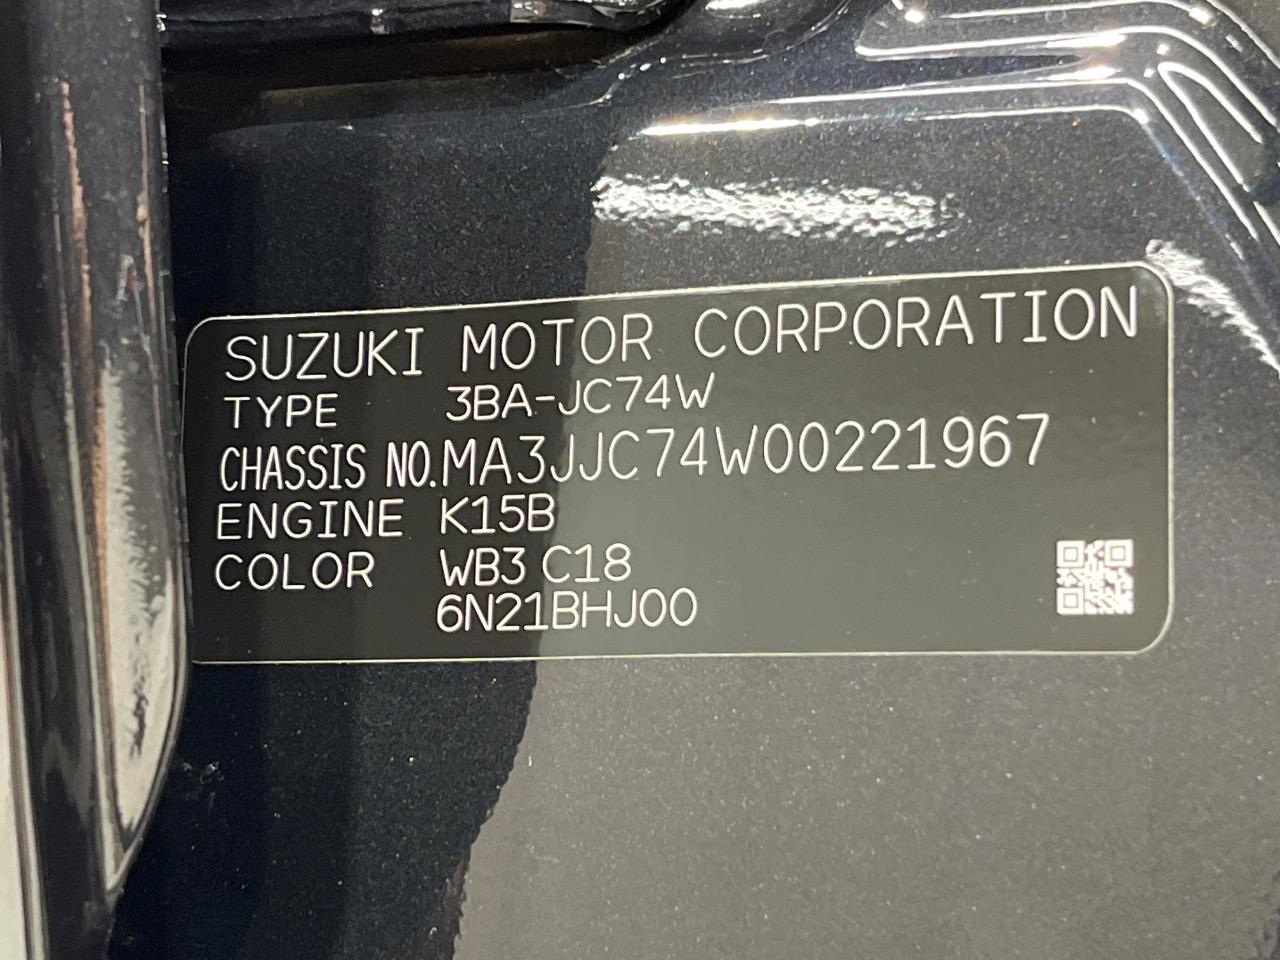 SUZUKI MOTOR CORPORATION
TYPE 3BA-JC74W
CHASSIS NO. MA3JJC74W00221967
ENGINE K15B
COLOR WB3 C18
6N21BHJ00